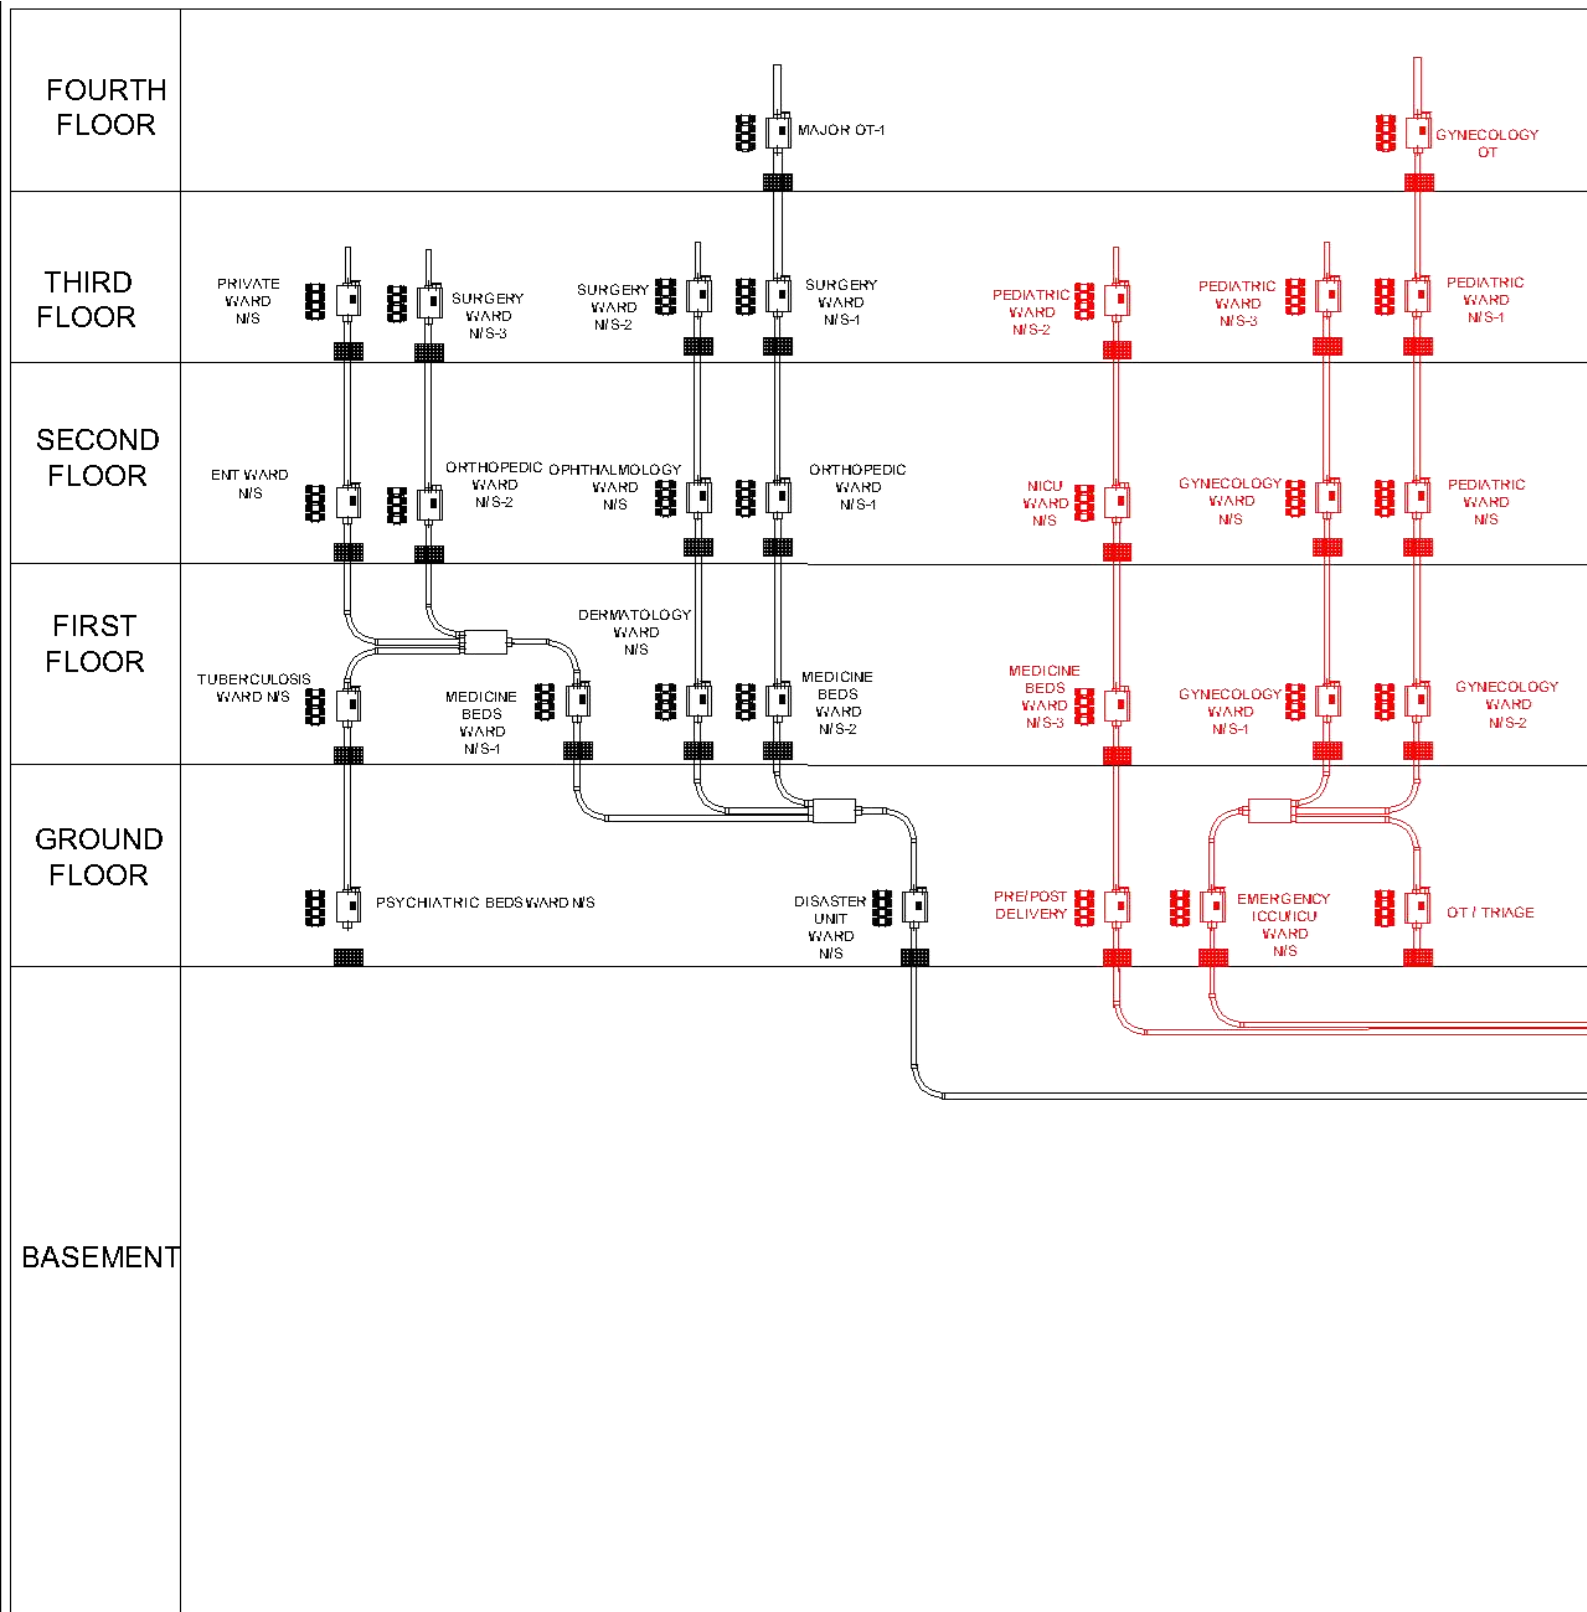 FOURTH
FLOOR
MAJOR OT-1
GYNECOLOGY
OT
THIRD
FLOOR
PRIVATE
WARD
N/S
SURGERY
WARD
N/S-3
SURGERY
WARD
N/S-2
SURGERY
WARD
N/S-1
PEDIATRIC
WARD
N/S-2
PEDIATRIC
WARD
N/S-3
PEDIATRIC
WARD
N/S-1
SECOND
FLOOR
ENT WARD
N/S
ORTHOPEDIC
WARD
N/S-2
OPHTHALMOLOGY
WARD
N/S
ORTHOPEDIC
WARD
N/S-1
NICU
WARD
N/S
GYNECOLOGY
WARD
N/S
PEDIATRIC
WARD
N/S
FIRST
FLOOR
TUBERCULOSIS
WARD N/S
MEDICINE
BEDS
WARD
N/S-1
DERMATOLOGY
WARD
N/S
MEDICINE
BEDS
WARD
N/S-2
MEDICINE
BEDS
WARD
N/S-3
GYNECOLOGY
WARD
N/S-1
GYNECOLOGY
WARD
N/S-2
GROUND
FLOOR
PSYCHIATRIC BEDS WARD N/S
DISASTER
UNIT
WARD
N/S
PRE/POST
DELIVERY
EMERGENCY
ICCU/ICU
WARD
N/S
OT / TRIAGE
BASEMENT